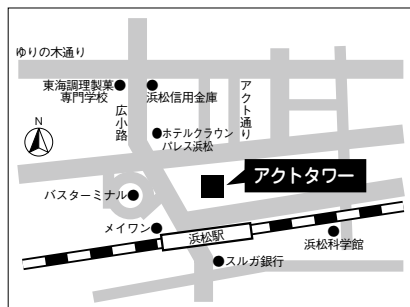 ゆりの木通り
東海調理製菓
専門学校
浜松信用金庫
広小路
アクト通り
N
ホテルクラウン
パレス浜松
アクトタワー
バスターミナル
メイワン
浜松駅
浜松科学館
スルガ銀行